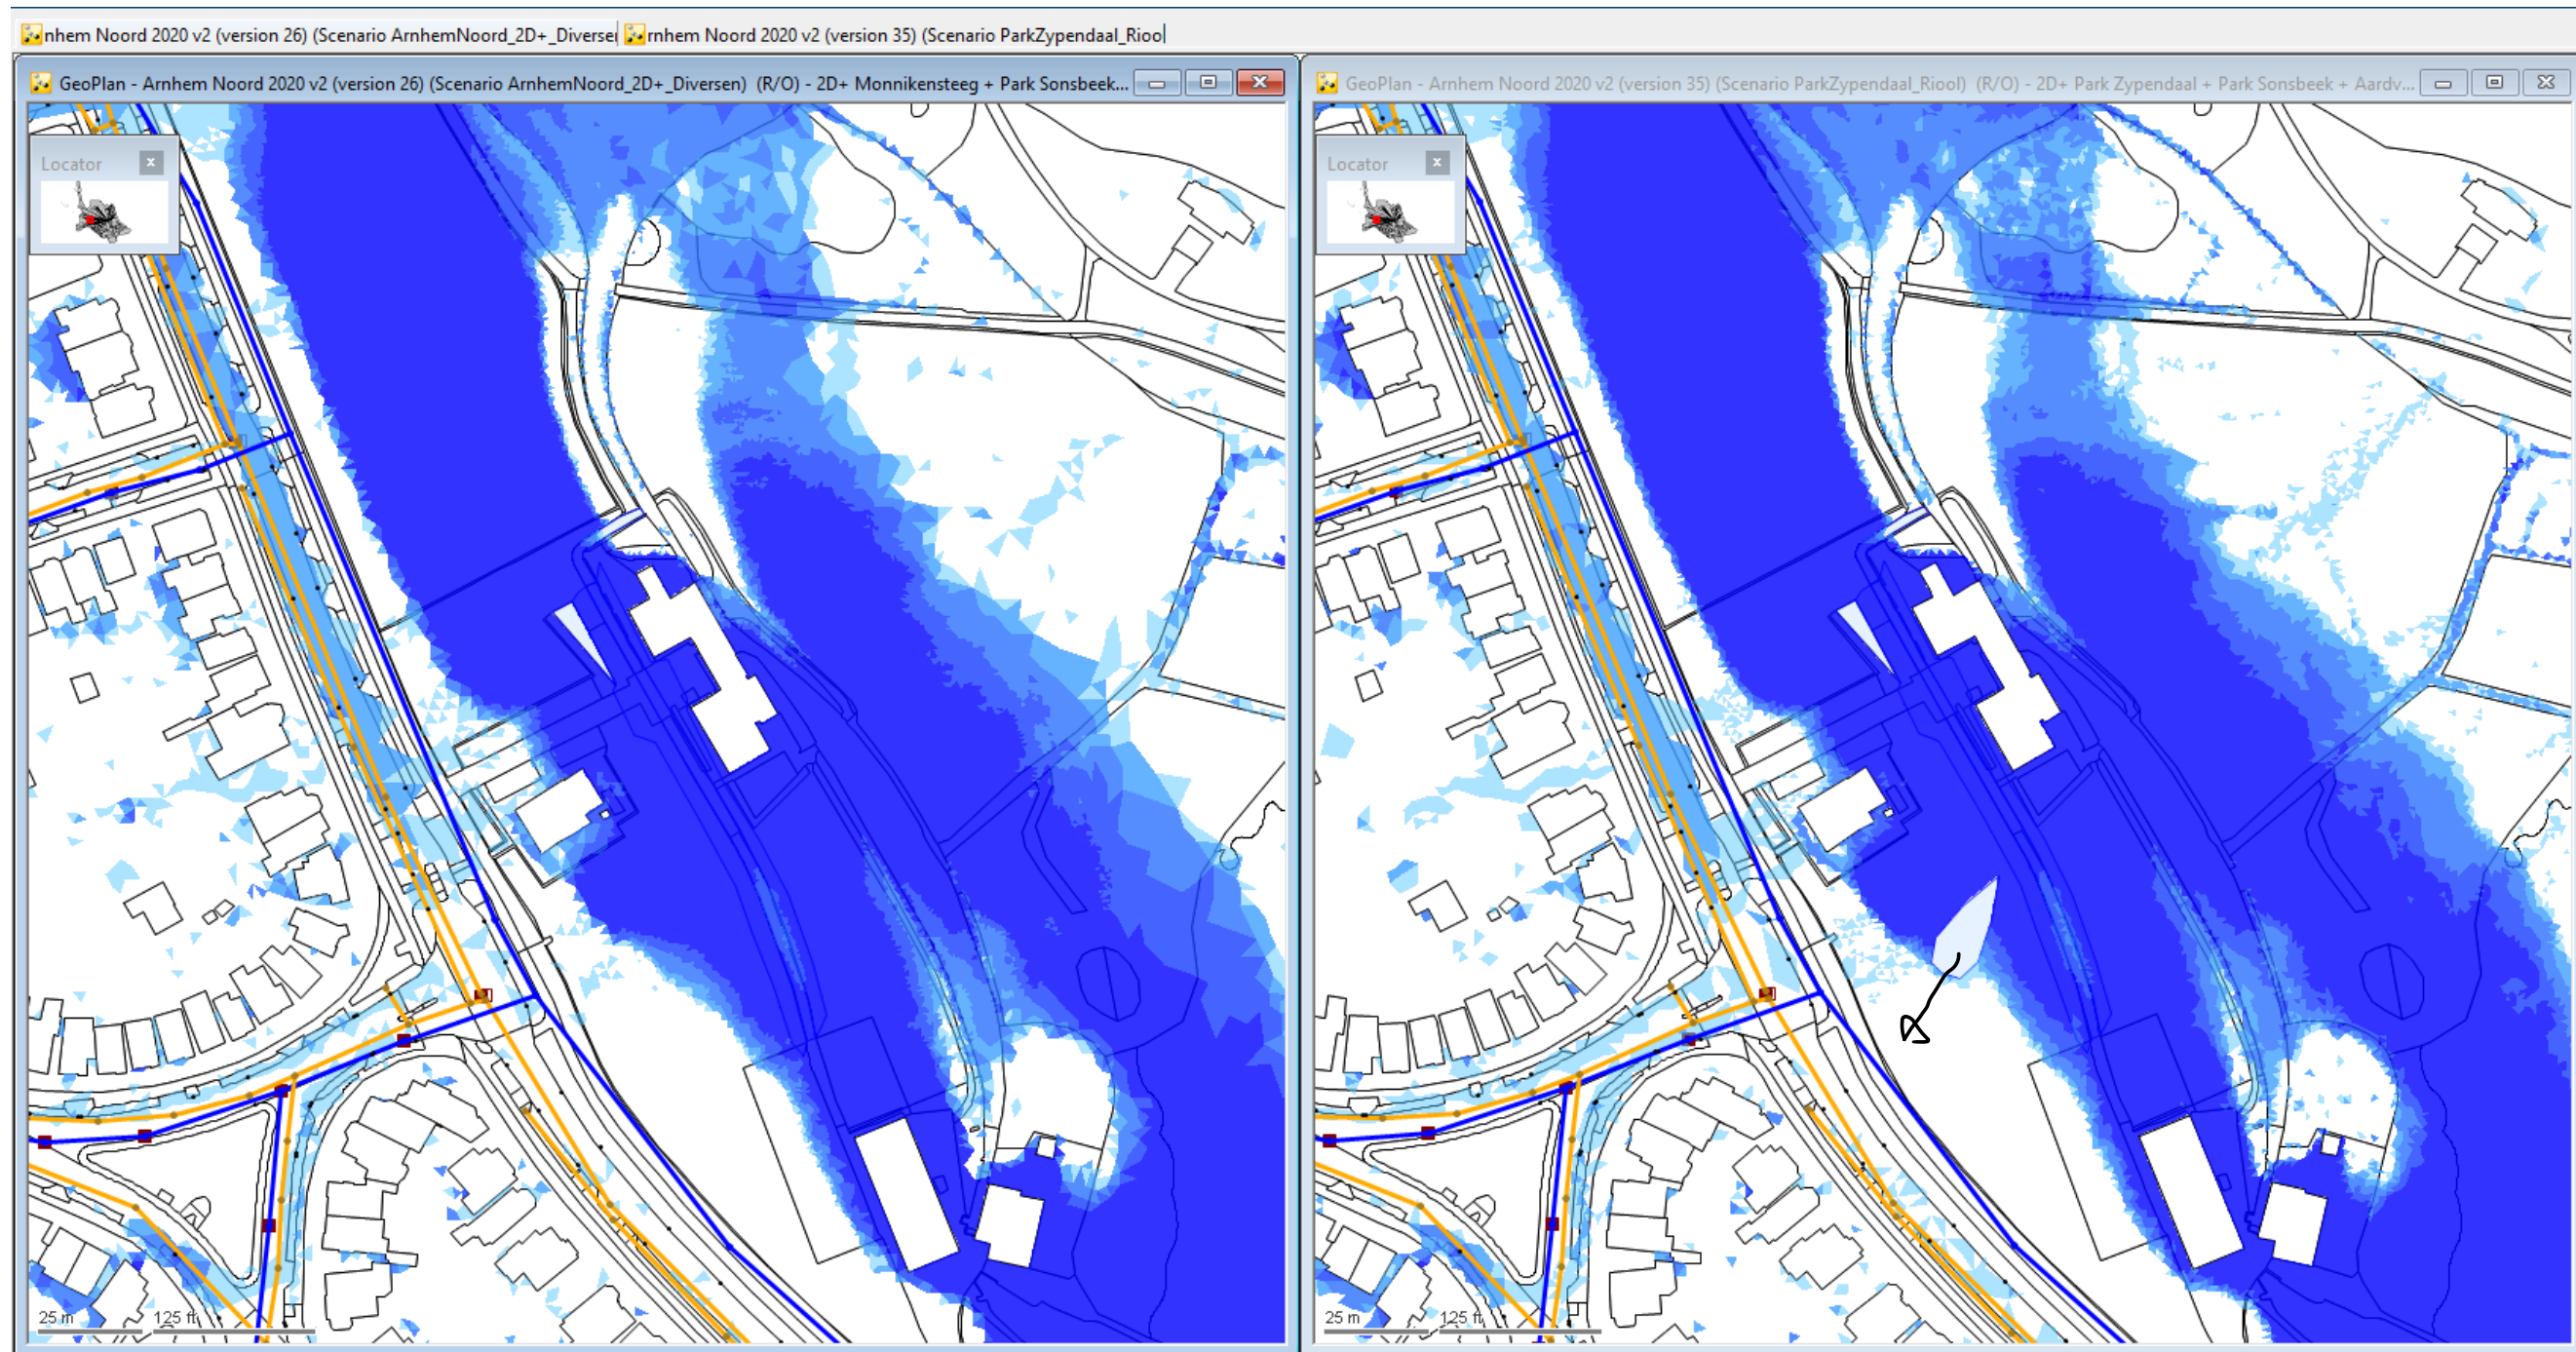 nhem Noord 2020 v2 (version 26) (Scenario ArnhemNoord_2D+_Diversen rnhem Noord 2020 v2 (version 35) (Scenario ParkZypendaal_Riool
GeoPlan - Arnhem Noord 2020 v2 (version 26) (Scenario ArnhemNoord_2D+_Diversen) (R/O) - 2D+ Monnikensteeg + Park Sonsbeek...
GeoPlan - Arnhem Noord 2020 v2 (version 35) (Scenario ParkZypendaal_Riool) (R/O) - 2D+ Park Zypendaal + Park Sonsbeek + Aardv...
Locator
Locator
25 m 125 ft
25 m 125 ft